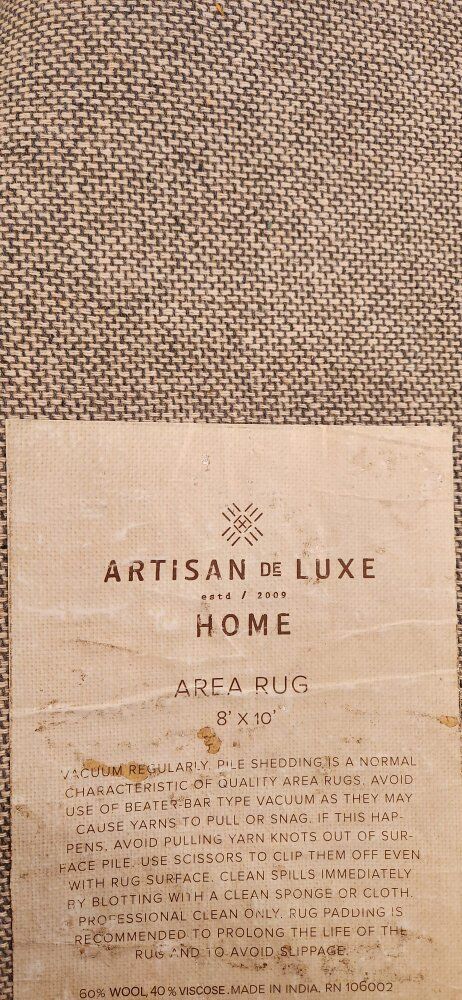 ARTISAN DE LUXE
estd / 2009
HOME
AREA RUG
8' X 10'
VACUUM REGULARLY. PILE SHEDDING IS A NORMAL
CHARACTERISTIC OF QUALITY AREA RUGS. AVOID
USE OF BEATER-BAR TYPE VACUUM AS THEY MAY
CAUSE YARNS TO PULL OR SNAG. IF THIS HAP-
PENS, AVOID PULLING YARN KNOTS OUT OF SUR-
FACE PILE. USE SCISSORS TO CLIP THEM OFF EVEN
WITH RUG SURFACE. CLEAN SPILLS IMMEDIATELY
BY BLOTTING WITH A CLEAN SPONGE OR CLOTH.
PROFESSIONAL CLEAN ONLY. RUG PADDING IS
RECOMMENDED TO PROLONG THE LIFE OF THE
RUG AND TO AVOID SLIPPAGE.
60% WOOL, 40% VISCOSE. MADE IN INDIA. RN 106002